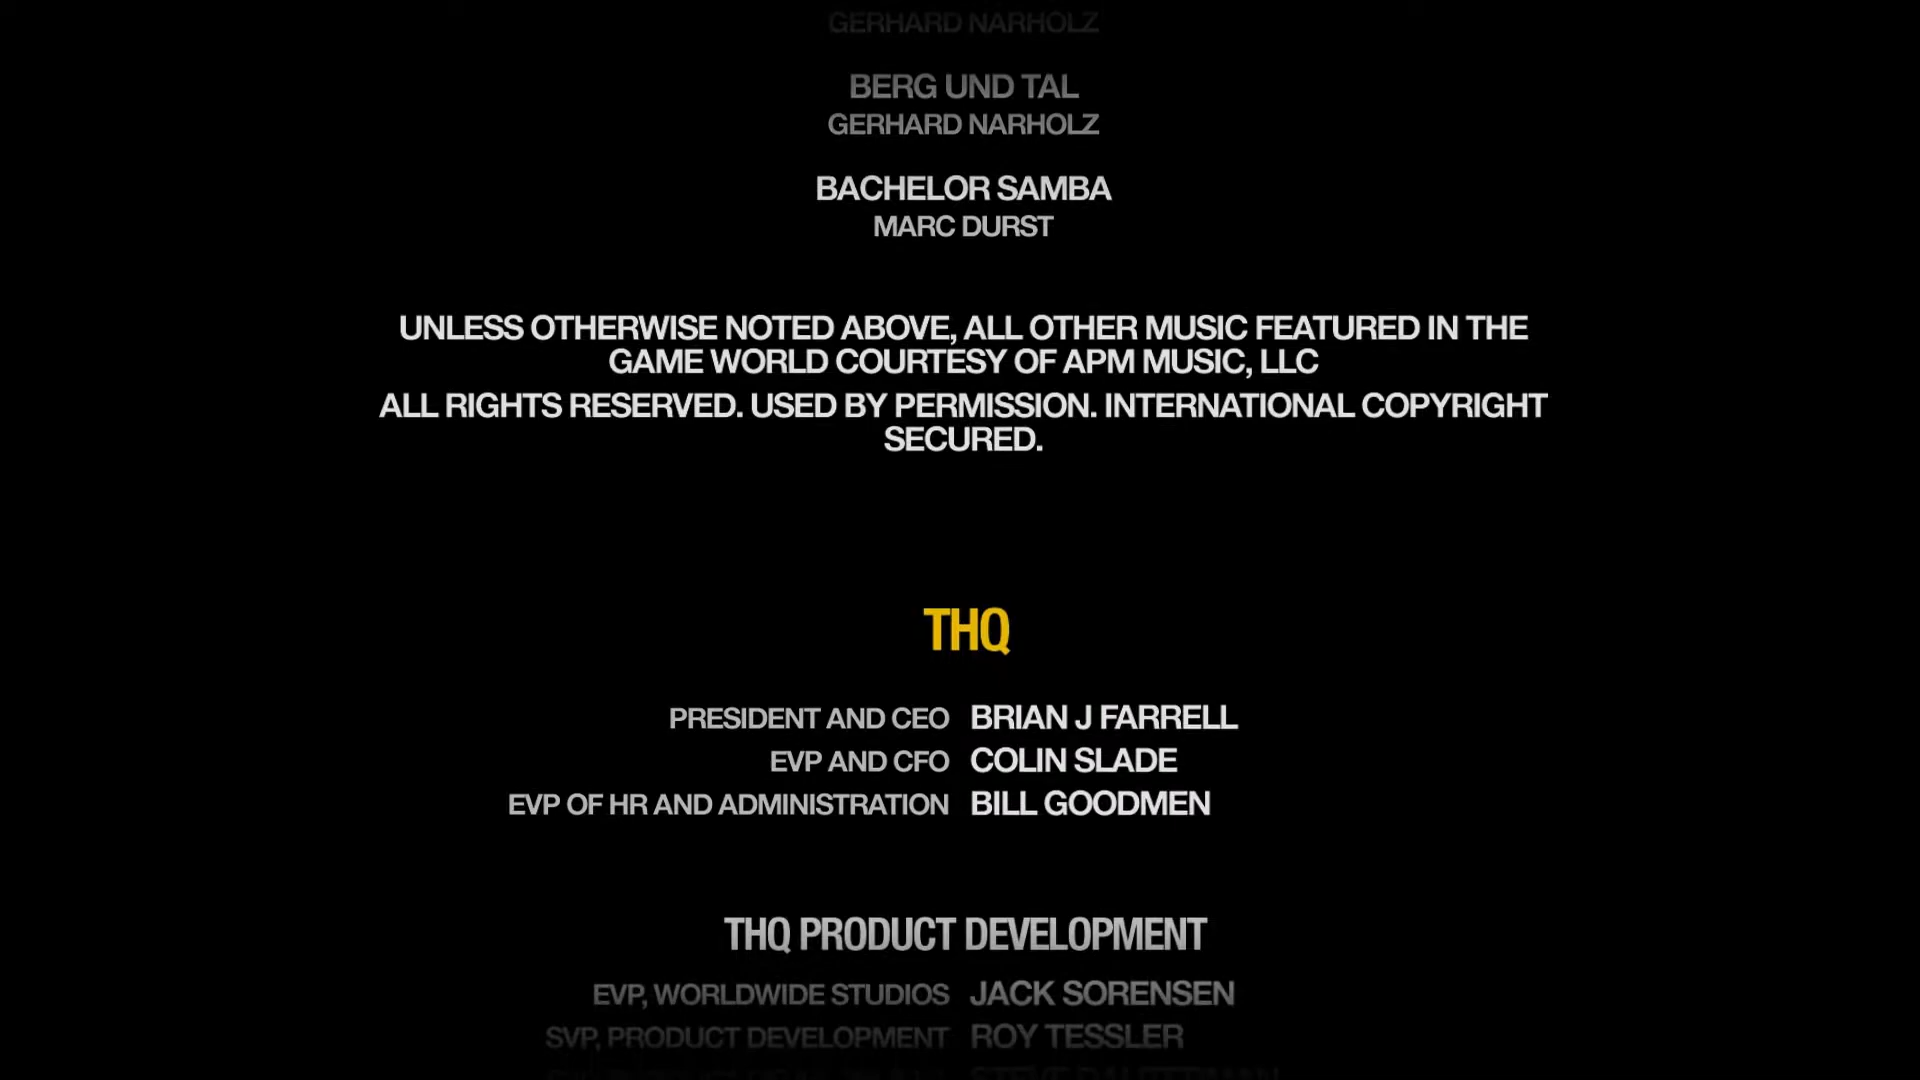 GERHARD NARHOLZ
BERG UND TAL
GERHARD NARHOLZ
BACHELOR SAMBA
MARC DURST
UNLESS OTHERWISE NOTED ABOVE, ALL OTHER MUSIC FEATURED IN THE
GAME WORLD COURTESY OF APM MUSIC, LLC
ALL RIGHTS RESERVED. USED BY PERMISSION. INTERNATIONAL COPYRIGHT
SECURED.
THQ
PRESIDENT AND CEO BRIAN J FARRELL
EVP AND CFO COLIN SLADE
EVP OF HR AND ADMINISTRATION BILL GOODMEN
THQ PRODUCT DEVELOPMENT
EVP, WORLDWIDE STUDIOS JACK SORENSEN
SVP, PRODUCT DEVELOPMENT ROY TESSLER